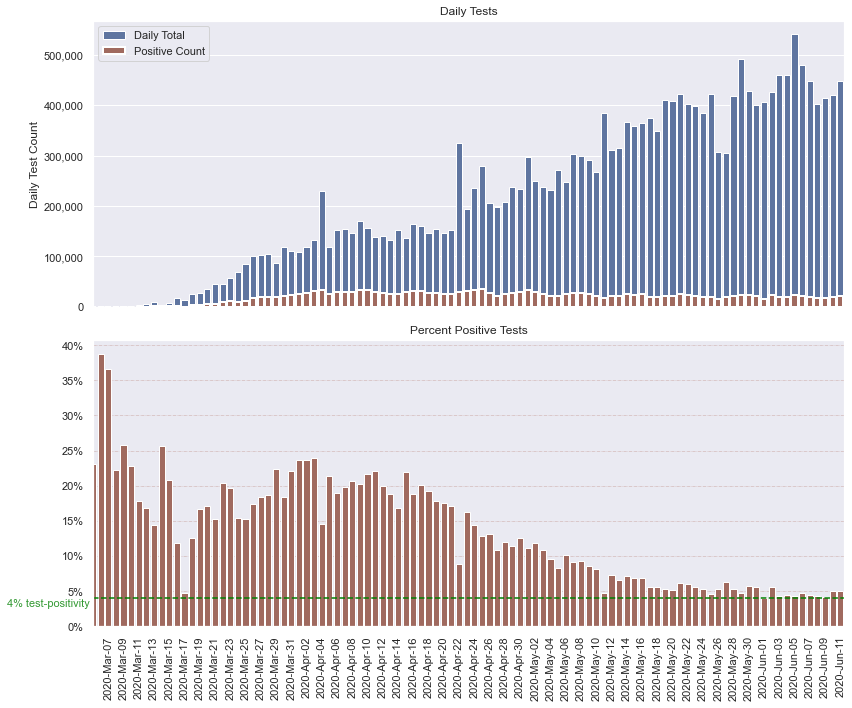 Daily Tests
Daily Total
Positive Count
Daily Test Count
500,000
400,000
300,000
200,000
100,000
0
Percent Positive Tests
40%
35%
30%
25%
20%
15%
10%
5%
4% test-positivity
0%
2020-Mar-07
2020-Mar-09
2020-Mar-11
2020-Mar-13
2020-Mar-15
2020-Mar-17
2020-Mar-19
2020-Mar-21
2020-Mar-23
2020-Mar-25
2020-Mar-27
2020-Mar-29
2020-Mar-31
2020-Apr-02
2020-Apr-04
2020-Apr-06
2020-Apr-08
2020-Apr-10
2020-Apr-12
2020-Apr-14
2020-Apr-16
2020-Apr-18
2020-Apr-20
2020-Apr-22
2020-Apr-24
2020-Apr-26
2020-Apr-28
2020-Apr-30
2020-May-02
2020-May-04
2020-May-06
2020-May-08
2020-May-10
2020-May-12
2020-May-14
2020-May-16
2020-May-18
2020-May-20
2020-May-22
2020-May-24
2020-May-26
2020-May-28
2020-May-30
2020-Jun-01
2020-Jun-03
2020-Jun-05
2020-Jun-07
2020-Jun-09
2020-Jun-11